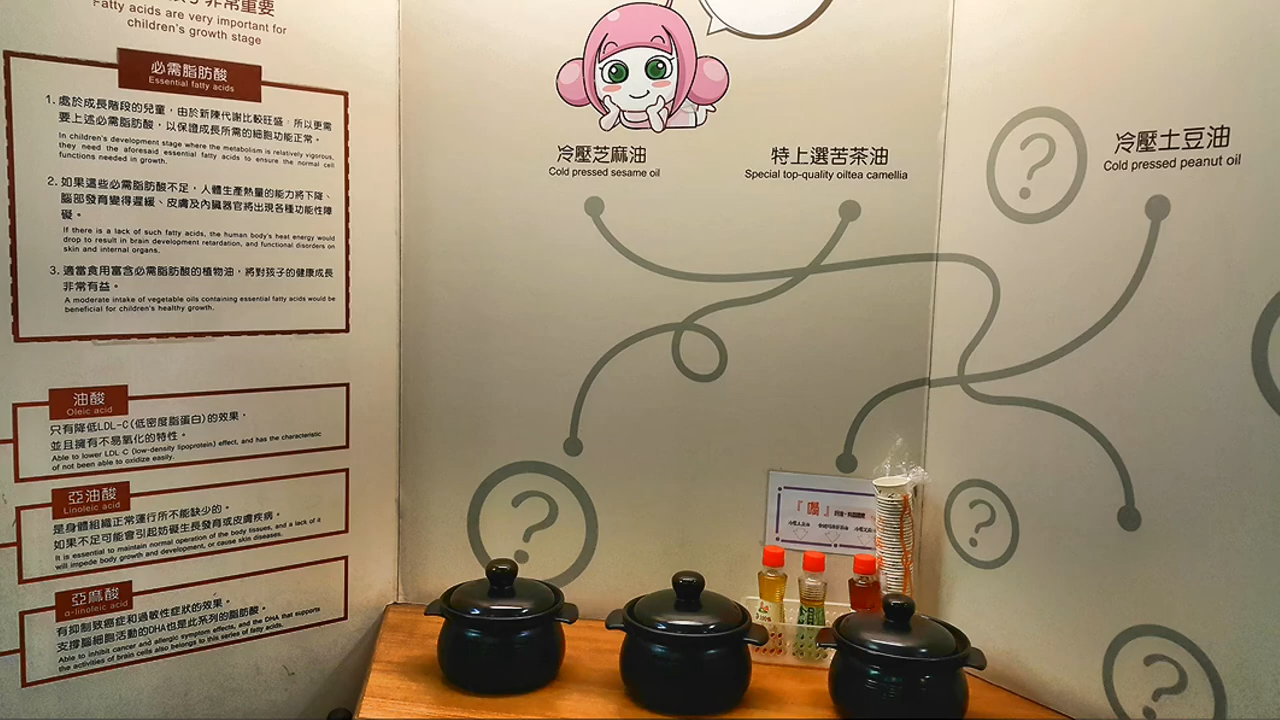 非常重要
Fatty acids are very important for
children's growth stage
必需脂肪酸
Essential fatty acids
1. 處於成長階段的兒童，由於新陳代謝比較旺盛，所以更需
要上述必需脂肪酸，以保證成長所需的細胞功能正常。
In children's development stage where the metabolism is relatively vigorous,
they need the aforesaid essential fatty acids to ensure the normal cell
functions needed in growth.
2. 如果這些必需脂肪酸不足，人體生產熱量的能力將下降、
腦部發育變得遲緩、皮膚及內臟器官將出現各種功能性障
礙。
If there is a lack of such fatty acids, the human body's heat energy would
drop to result in brain development retardation, and functional disorders on
skin and internal organs.
3. 適當食用富含必需脂肪酸的植物油，將對孩子的健康成長
非常有益。
A moderate intake of vegetable oils containing essential fatty acids would be
beneficial for children's healthy growth.
油酸
Oleic acid
只有降低LDL-C(低密度脂蛋白)的效果，
並且擁有不易氧化的特性。
Able to lower LDL-C (low-density lipoprotein) effect, and has the characteristic
of not been able to oxidize easily.
亞油酸
Linoleic acid
是身體組織正常運行所不能缺少的。
如果不足可能會引起妨礙生長發育或皮膚疾病。
It is essential to maintain normal operation of the body tissues, and a lack of it
will impede body growth and development, or cause skin diseases.
亞麻酸
α-linoleic acid
有抑制致癌症和過敏性症狀的效果。
支撐腦細胞活動的DHA也是此系列的脂肪酸。
Able to inhibit cancer and allergic symptom effects, and the DHA that supports
the activities of brain cells also belongs to this series of fatty acids.
冷壓芝麻油
Cold pressed sesame oil
特上選苦茶油
Special top-quality oiltea camellia
冷壓土豆油
Cold pressed peanut oil
?
?
?
?